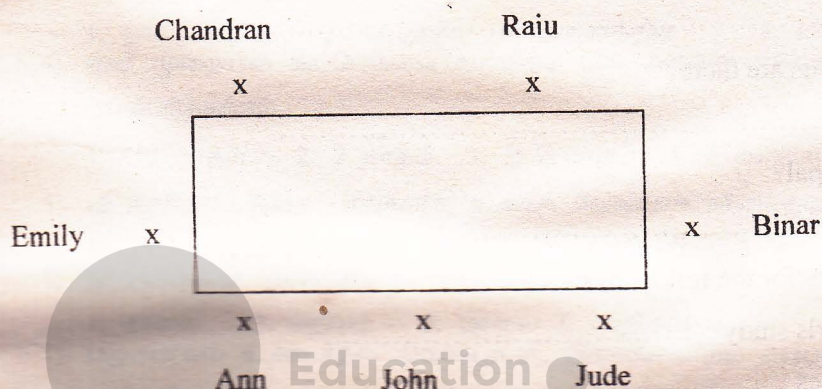 Chandran Raiu
x x
Emily x x Binar
x x x
Ann John Jude
Education